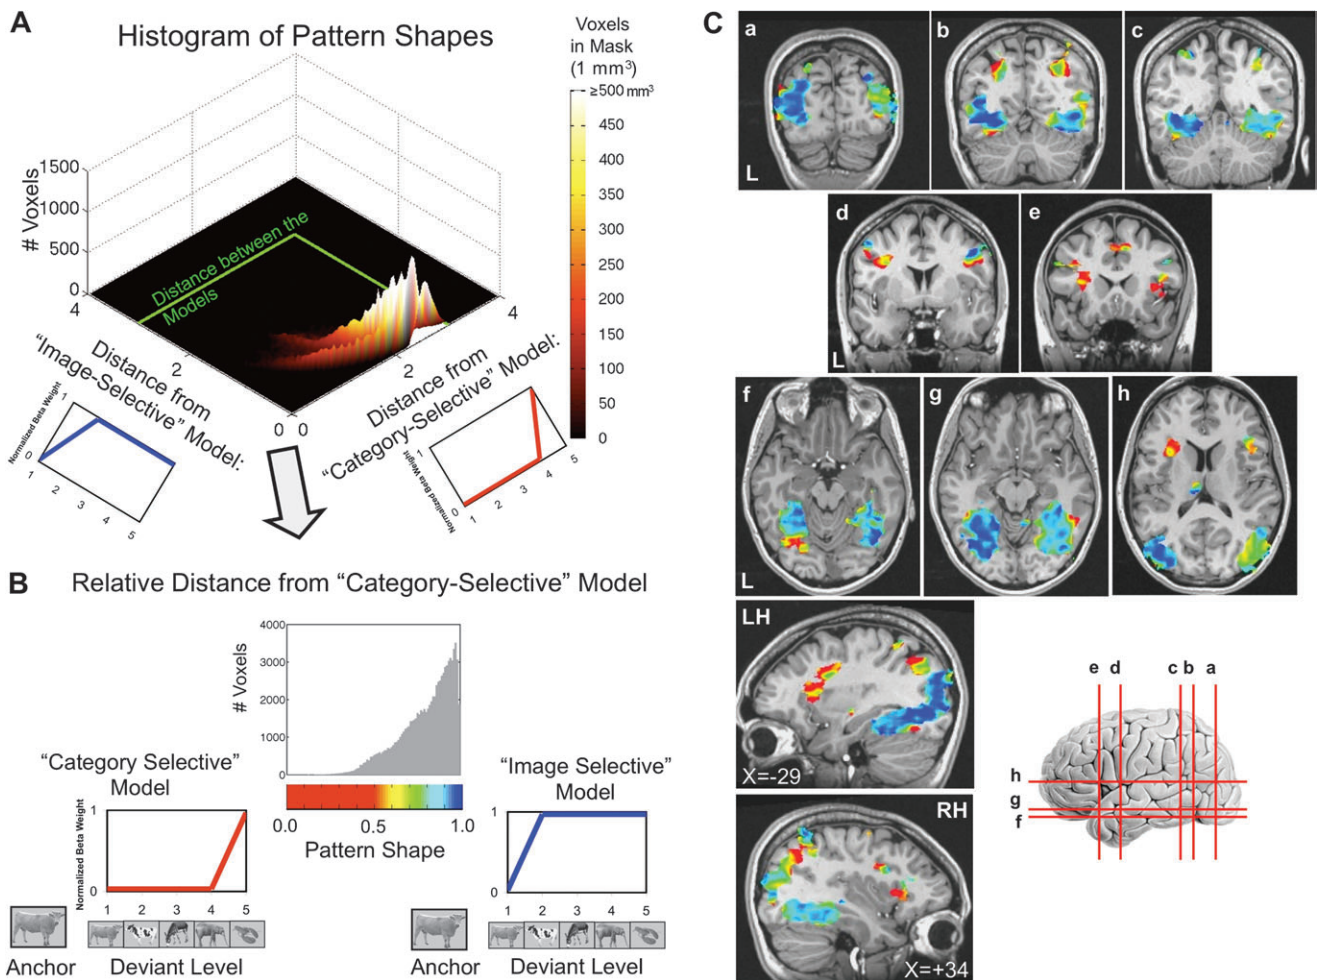 A
Histogram of Pattern Shapes
Voxels
in Mask
(1 mm³)
≥500 mm³
450
400
350
300
250
200
150
100
50
0
# Voxels
1500
1000
500
0
4
2
0
0
2
4
Distance between the
Models
Distance from
“Image-Selective” Model:
Normalized Beta Weight
1
0
1
2
3
4
5
Distance from
“Category-Selective” Model:
Normalized Beta Weight
1
0
1
2
3
4
5
B
Relative Distance from “Category-Selective” Model
# Voxels
4000
3000
2000
1000
0
0.0
0.5
1.0
Pattern Shape
“Category Selective”
Model
Normalized Beta Weight
1
0
1
2
3
4
5
Anchor
Deviant Level
“Image Selective”
Model
1
0
1
2
3
4
5
Anchor
Deviant Level
C
a
L
b
c
d
L
e
f
L
g
h
LH
X=-29
RH
X=+34
e
d
c
b
a
h
g
f